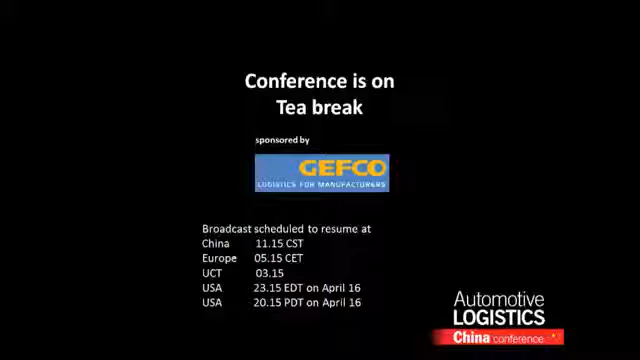 Conference is on
Tea break
sponsored by
GEFCO
LOGISTICS FOR MANUFACTURERS
Broadcast scheduled to resume at
China 11.15 CST
Europe 05.15 CET
UCT 03.15
USA 23.15 EDT on April 16
USA 20.15 PDT on April 16
Automotive
LOGISTICS
China conference